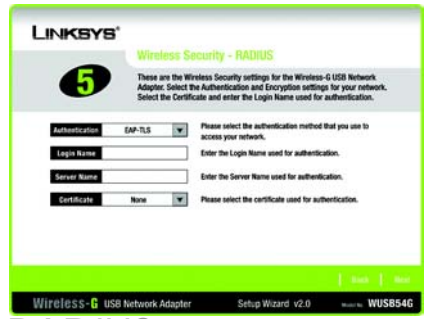 LINKSYS®
Wireless Security - RADIUS
5
These are the Wireless Security settings for the Wireless-G USB Network
Adapter. Select the Authentication and Encryption settings for your network.
Select the Certificate and enter the Login Name used for authentication.
Authentication EAP-TLS Please select the authentication method that you use to
access your network.
Login Name Enter the Login Name used for authentication.
Server Name Enter the Server Name used for authentication.
Certificate None Please select the certificate used for authentication.
Back Next
Wireless-G USB Network Adapter Setup Wizard v2.0 Model No. WUSB54G